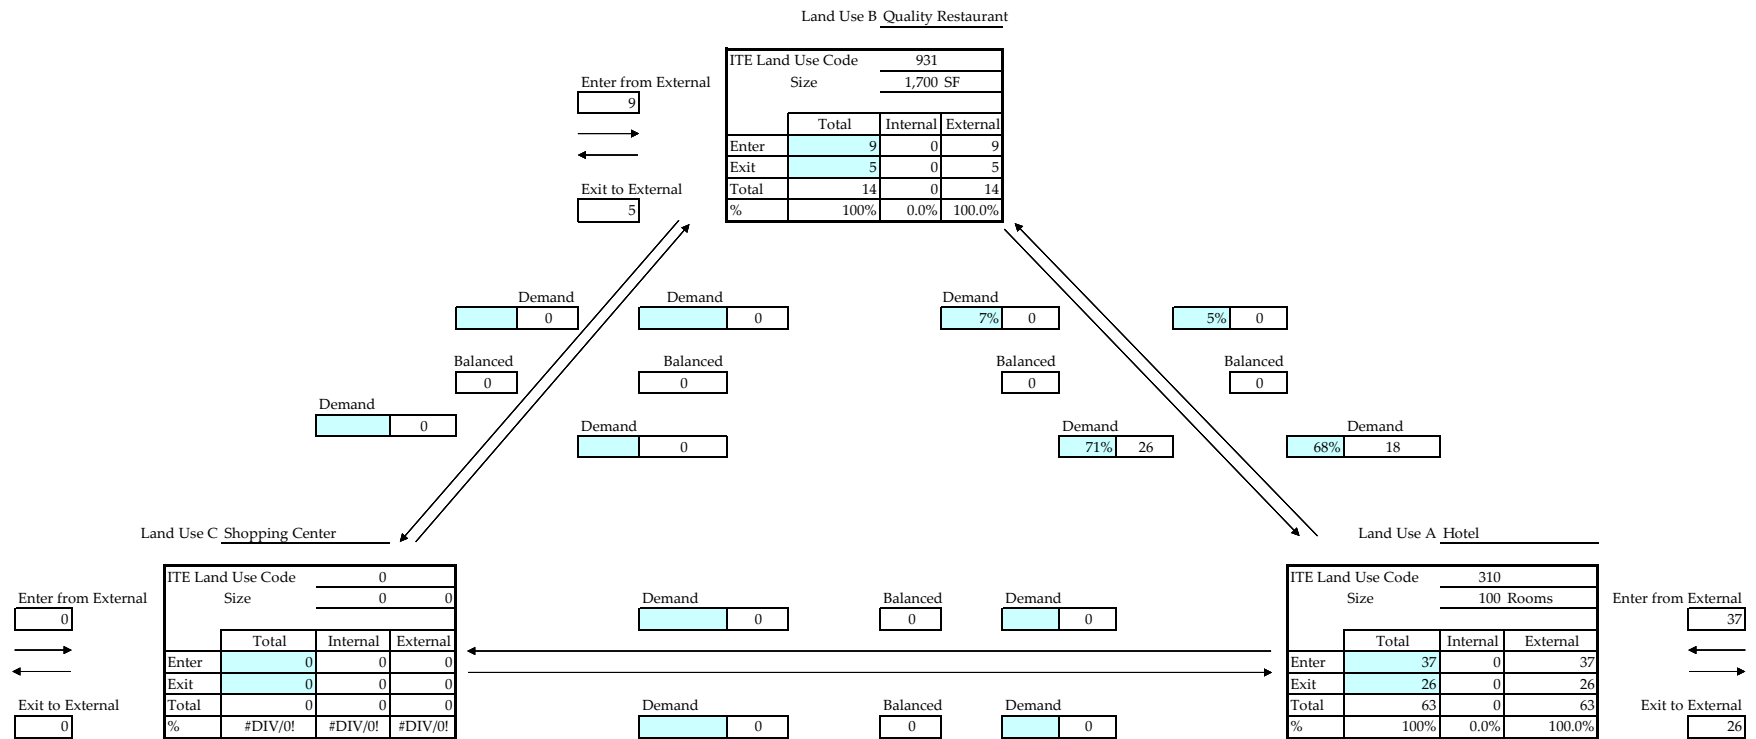 Land Use B Quality Restaurant
ITE Land Use Code 931
Enter from External Size 1,700 SF
9
Total Internal External
Enter 9 0 9
Exit 5 0 5
Exit to External Total 14 0 14
5 % 100% 0.0% 100.0%
Demand Demand Demand
0 0 7% 0 5% 0
Balanced Balanced Balanced Balanced
0 0 0 0
Demand
0
Demand Demand Demand
0 71% 26 68% 18
Land Use C Shopping Center Land Use A Hotel
ITE Land Use Code 0 ITE Land Use Code 310
Enter from External Size 0 0 Demand Balanced Demand Size 100 Rooms Enter from External
0 0 0 0 37
Total Internal External Total Internal External
Enter 0 0 0 Enter 37 0 37
Exit 0 0 0 Exit 26 0 26
Exit to External Total 0 0 0 Demand Balanced Demand Total 63 0 63 Exit to External
0 % #DIV/0! #DIV/0! #DIV/0! 0 0 0 % 100% 0.0% 100.0% 26